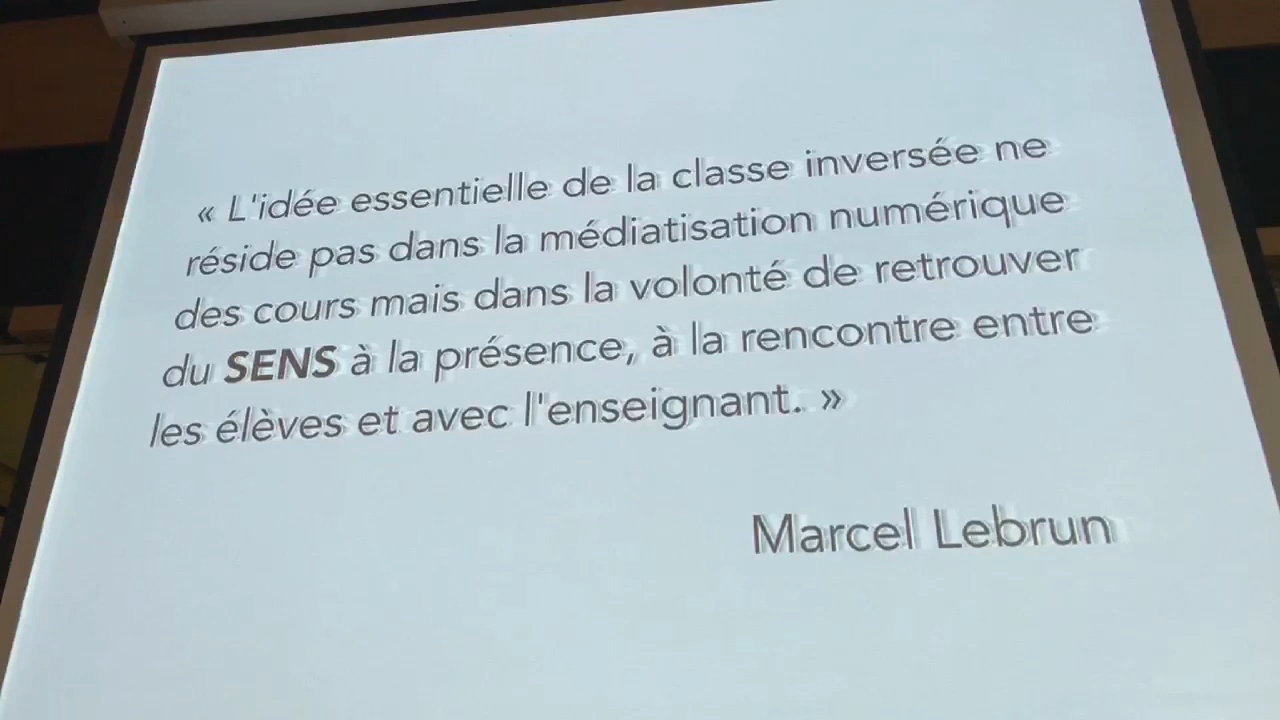 « L'idée essentielle de la classe inversée ne
réside pas dans la médiatisation numérique
des cours mais dans la volonté de retrouver
du SENS à la présence, à la rencontre entre
les élèves et avec l'enseignant. »
Marcel Lebrun